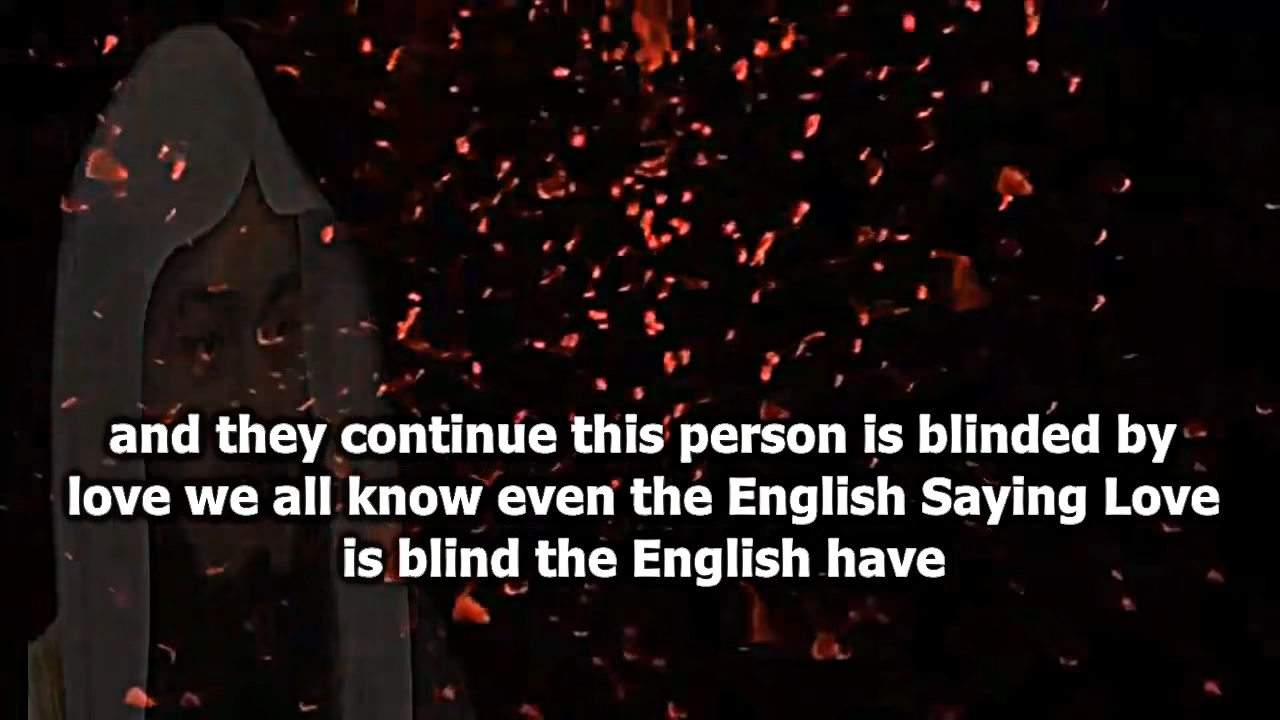 and they continue this person is blinded by
love we all know even the English Saying Love
is blind the English have